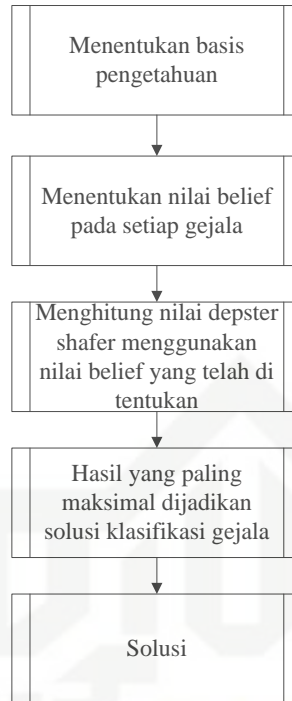 Menentukan basis
pengetahuan
Menentukan nilai belief
pada setiap gejala
Menghitung nilai depster
shafer menggunakan
nilai belief yang telah di
tentukan
Hasil yang paling
maksimal dijadikan
solusi klasifikasi gejala
Solusi